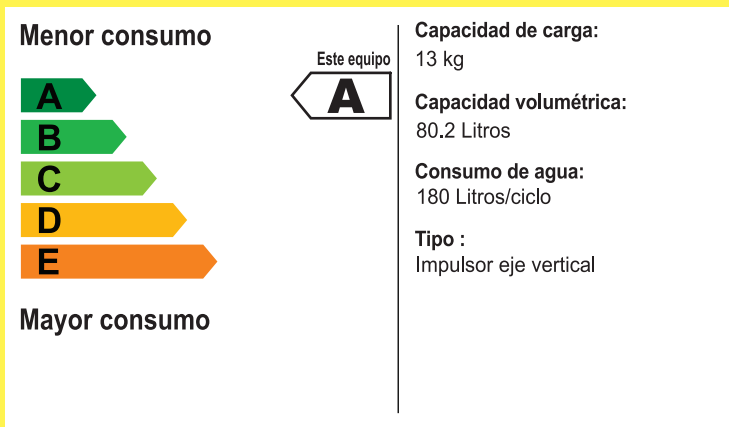 Menor consumo
A
B
C
D
E
Mayor consumo
Este equipo
A
Capacidad de carga:
13 kg
Capacidad volumétrica:
80.2 Litros
Consumo de agua:
180 Litros/ciclo
Tipo :
Impulsor eje vertical